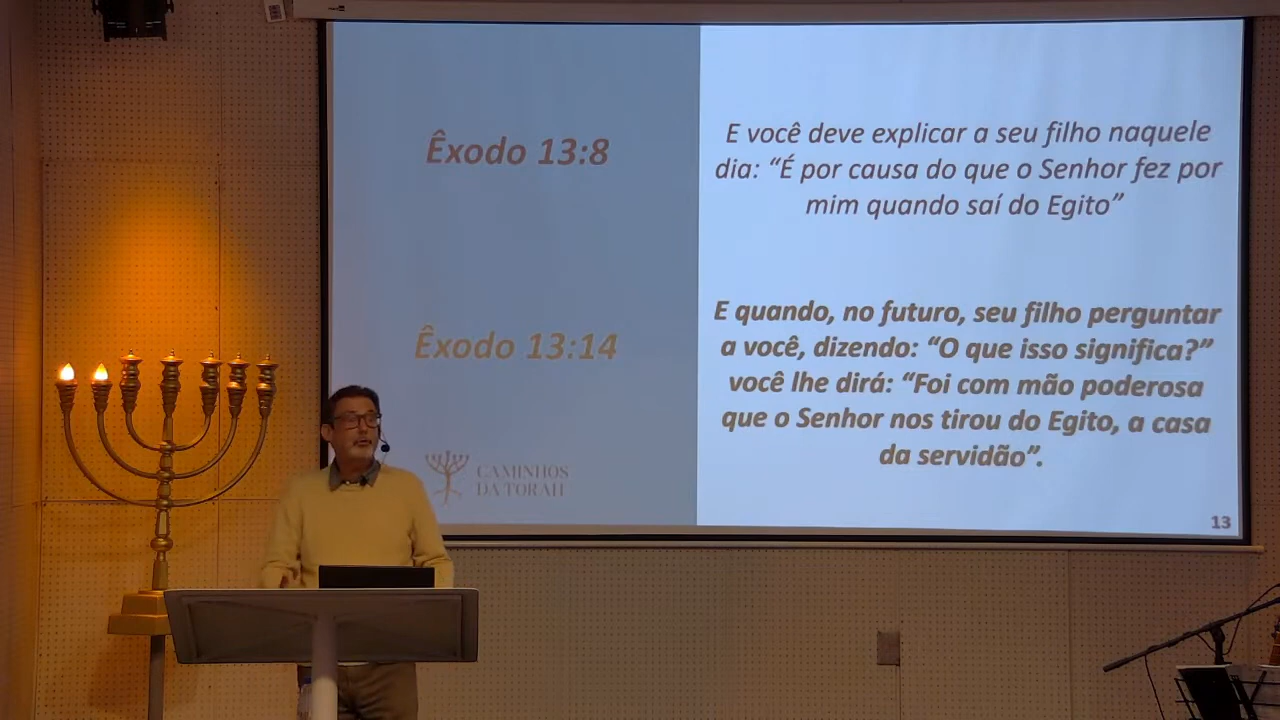 Êxodo 13:8
E você deve explicar a seu filho naquele
dia: “É por causa do que o Senhor fez por
mim quando saí do Egito”
Êxodo 13:14
E quando, no futuro, seu filho perguntar
a você, dizendo: “O que isso significa?”
você lhe dirá: “Foi com mão poderosa
que o Senhor nos tirou do Egito, a casa
da servidão”.
CAMINHOS
DA TORAH
13